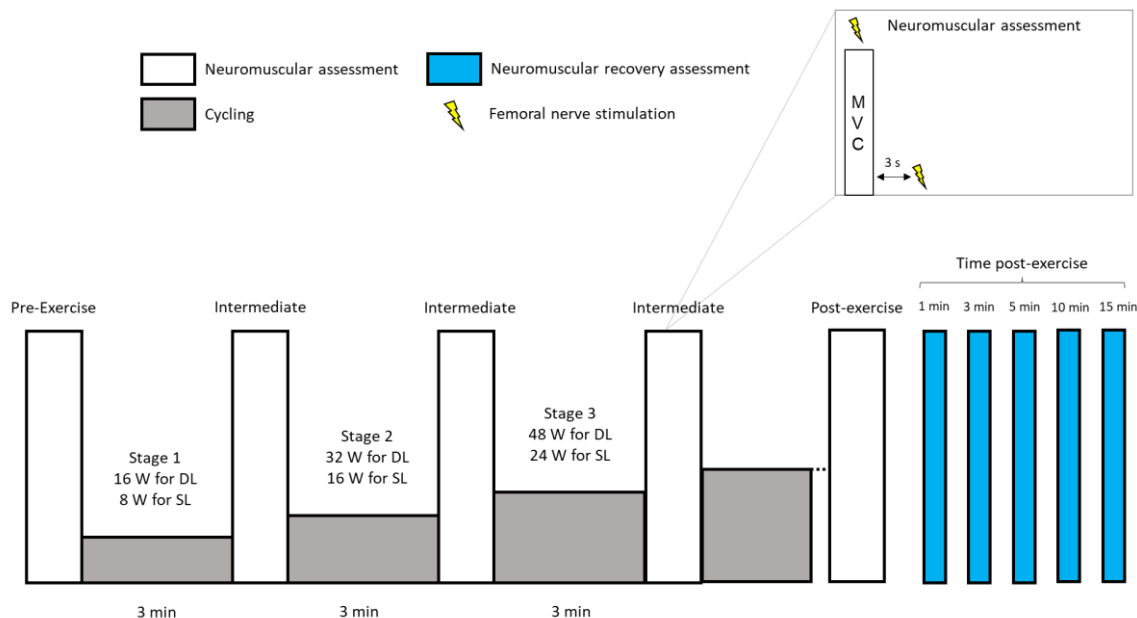 Neuromuscular assessment
Neuromuscular recovery assessment
Cycling
Femoral nerve stimulation
Neuromuscular assessment
M
V
C
3 s
Time post-exercise
Pre-Exercise
Intermediate
Intermediate
Intermediate
Post-exercise
1 min
3 min
5 min
10 min
15 min
Stage 1
16 W for DL
8 W for SL
Stage 2
32 W for DL
16 W for SL
Stage 3
48 W for DL
24 W for SL
3 min
3 min
3 min